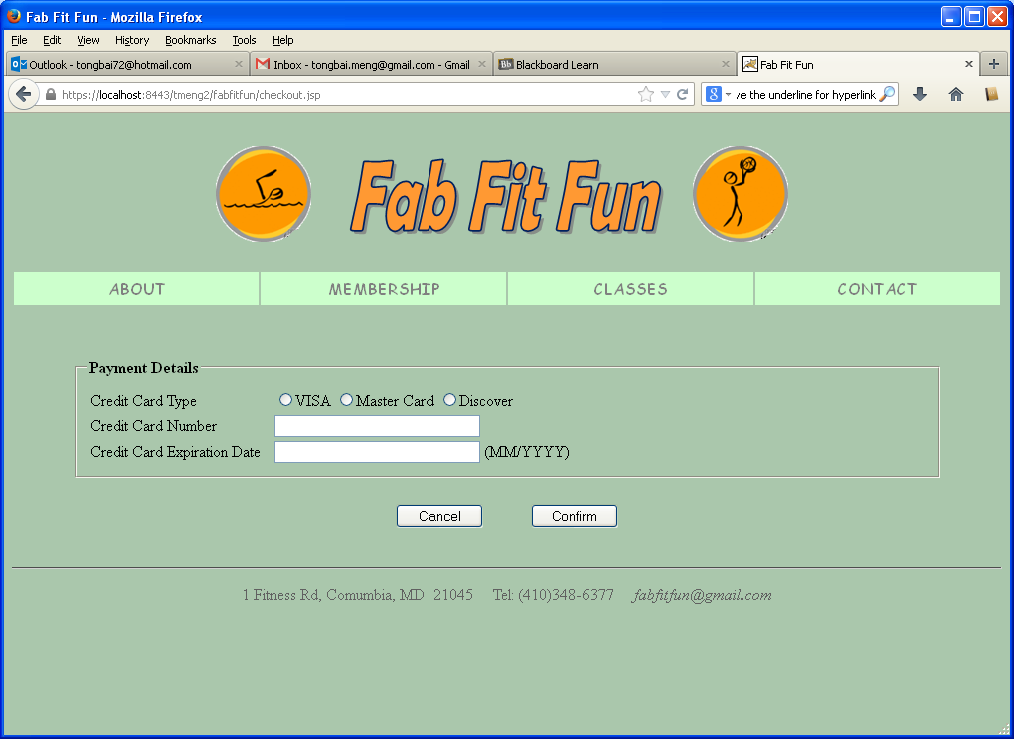 Fab Fit Fun - Mozilla Firefox
File Edit View History Bookmarks Tools Help
Outlook - tongbai72@hotmail.com Inbox - tongbai.meng@gmail.com - Gmail Bb Blackboard Learn Fab Fit Fun
https://localhost:8443/tmeng2/fabfitfun/checkout.jsp 8 ve the underline for hyperlink
Fab Fit Fun
ABOUT MEMBERSHIP CLASSES CONTACT
Payment Details
Credit Card Type VISA Master Card Discover
Credit Card Number
Credit Card Expiration Date (MM/YYYY)
Cancel Confirm
1 Fitness Rd, Comumbia, MD 21045 Tel: (410)348-6377 fabfitfun@gmail.com